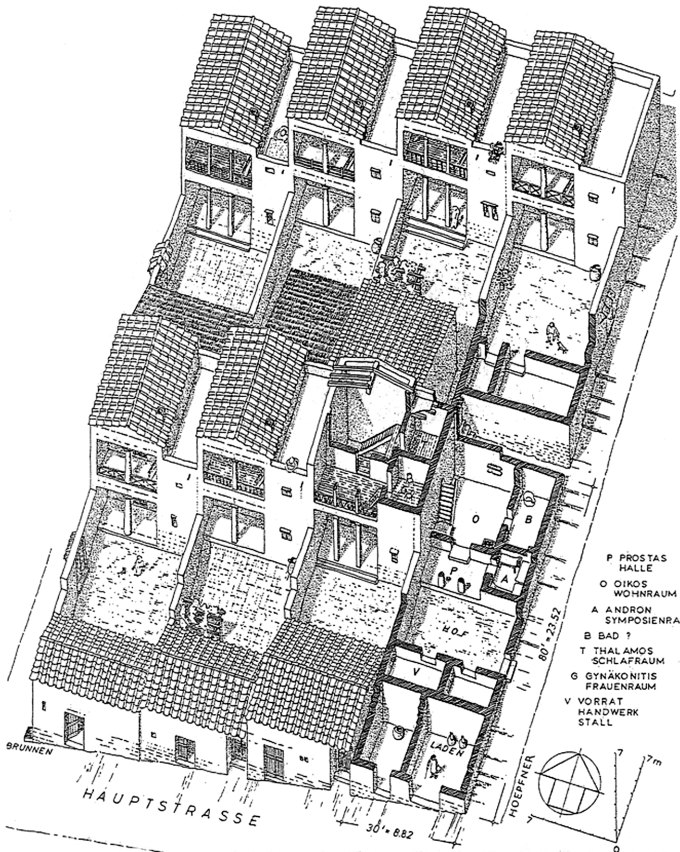 O
B
P
A
HOF
V
LADEN
P PROSTAS
HALLE
O OIKOS
WOHNRAUM
A ANDRON
SYMPOSIENRA
B BAD ?
T THALAMOS
SCHLAFRAUM
G GYNÄKONITIS
FRAUENRAUM
V VORRAT
HANDWERK
STALL
80' = 23.52
HOEPFNER
7
7m
7
0
BRUNNEN
HAUPTSTRASSE
30' = 8.82